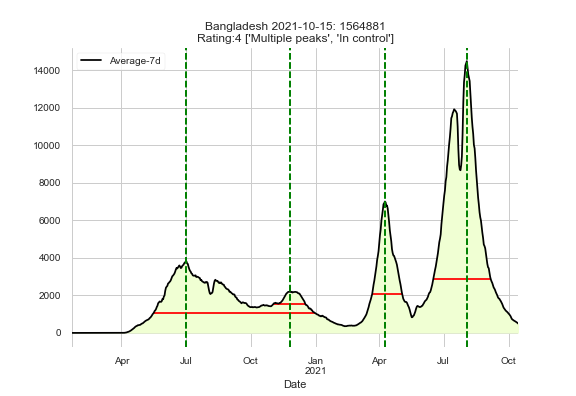 Bangladesh 2021-10-15: 1564881
Rating:4 ['Multiple peaks', 'In control']
Average-7d
14000
12000
10000
8000
6000
4000
2000
0
Apr Jul Oct Jan Apr Jul Oct
2021
Date